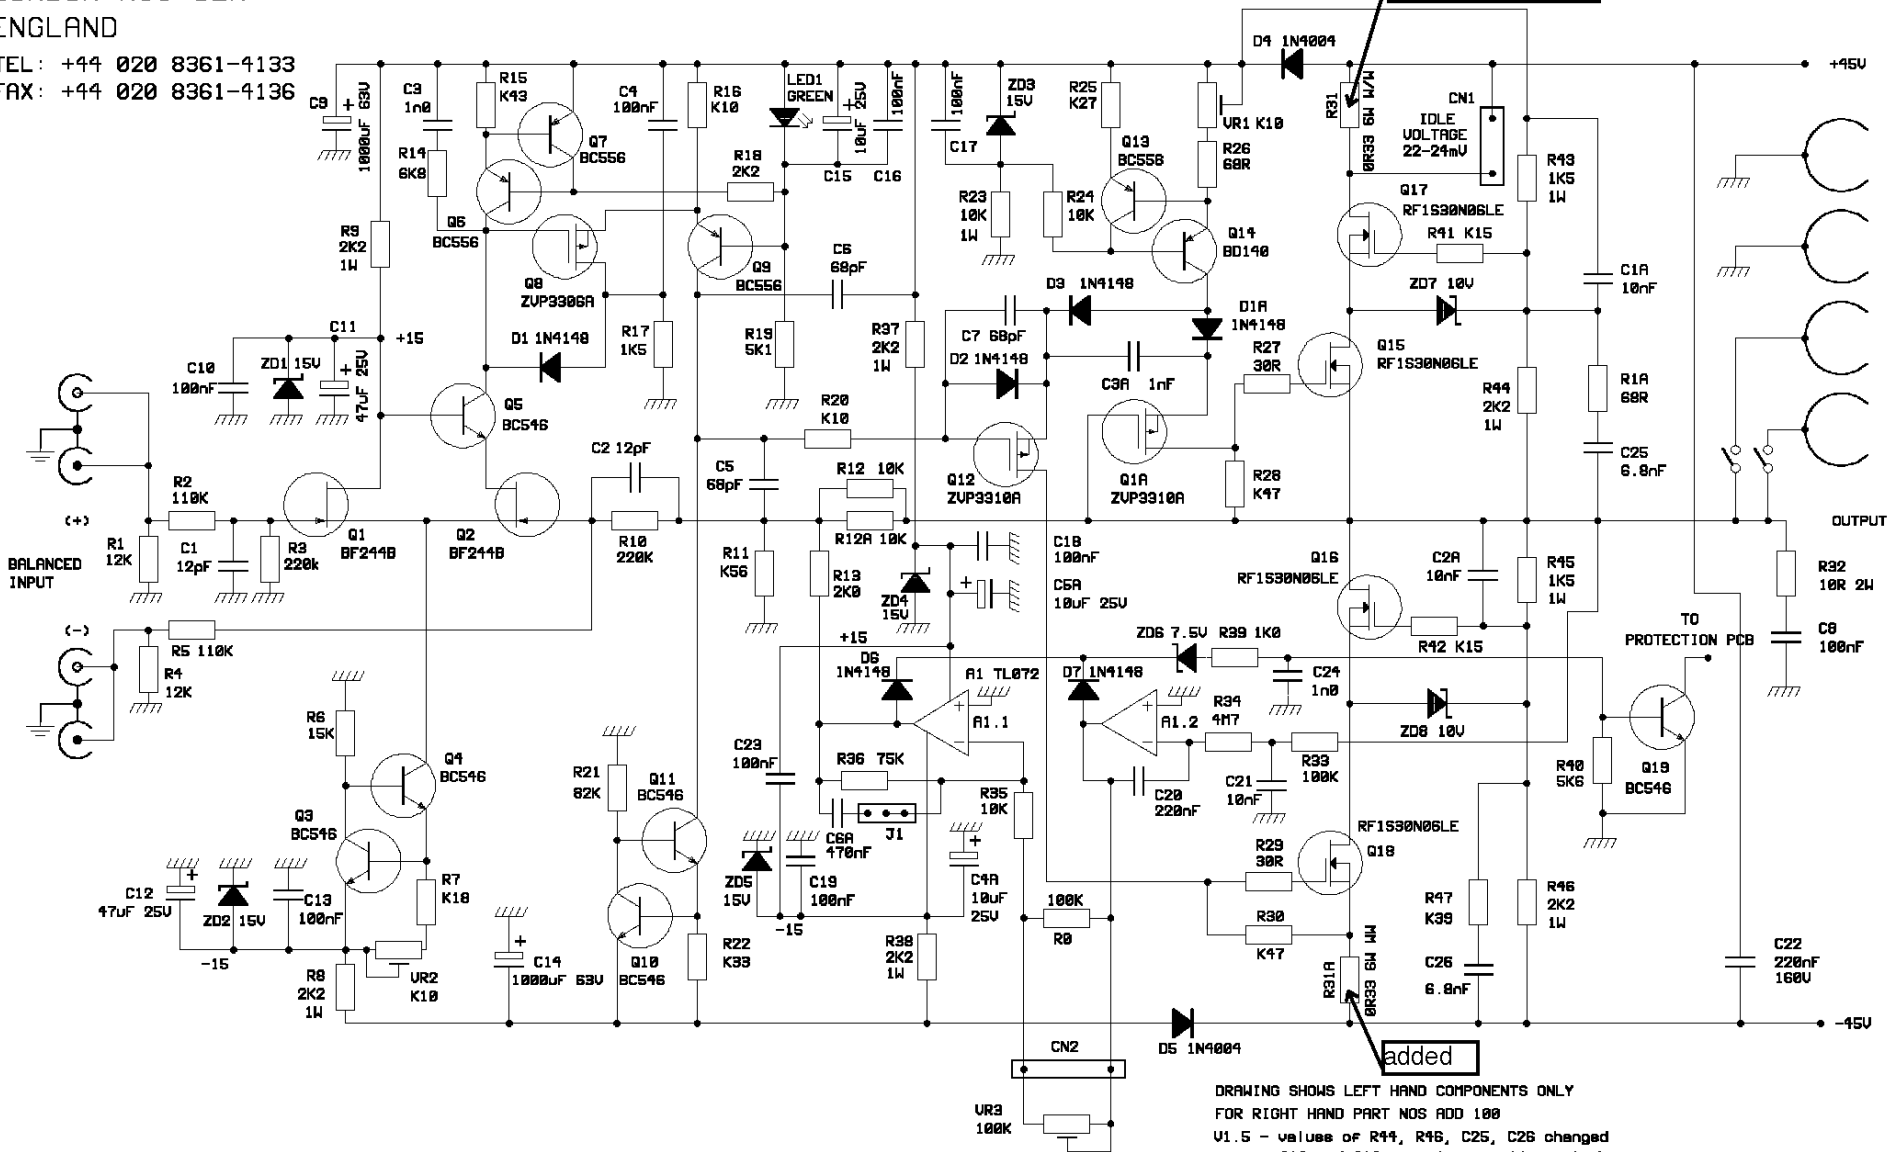 ENGLAND
TEL: +44 020 8361-4133
FAX: +44 020 8361-4136
C9
1000uF 63V
C3
1n0
R14
6K8
R15
K43
Q7
BC556
Q6
BC556
C4
100nF
R16
K10
LED1
GREEN
10uF 25V
C15
100nF
C16
100nF
C17
ZD3
15V
R25
K27
Q13
BC556
VR1 K10
R26
68R
D4 1N4004
R31
M/M M9 E33
0R33
CN1
IDLE
VOLTAGE
22-24mV
+45V
R18
2K2
R9
2K2
1W
Q8
ZVP3306A
Q9
BC556
C6
68pF
R23
10K
1W
R24
10K
Q14
BD140
Q17
RF1S30N06LE
R41 K15
R43
1K5
1W
C1A
10nF
D3 1N4148
D1A
1N4148
ZD7 10V
C11
+15
C10
100nF
ZD1 15V
47uF 25V
D1 1N4148
R17
1K5
R19
5K1
R37
2K2
1W
C7 68pF
D2 1N4148
C3A 1nF
R27
30R
Q15
RF1S30N06LE
R44
2K2
1W
R1A
68R
Q5
BC546
R20
K10
C2 12pF
C5
68pF
R12 10K
R12A 10K
Q12
ZVP3310A
Q1A
ZVP3310A
R28
K47
C25
6.8nF
R2
110K
(+)
BALANCED
INPUT
R1
12K
C1
12pF
R3
220k
Q1
BF244B
Q2
BF244B
R10
220K
R11
K56
R13
2K0
ZD4
15V
C1B
100nF
C5A
10uF 25V
Q16
RF1S30N06LE
C2A
10nF
R45
1K5
1W
OUTPUT
R32
10R 2W
C8
100nF
(-)
R5 110K
R4
12K
+15
D6
1N4148
A1 TL072
A1.1
D7 1N4148
A1.2
ZD6 7.5V
R39 1K0
C24
1n0
R42 K15
TO
PROTECTION PCB
R34
4M7
ZD8 10V
R6
15K
Q4
BC546
Q3
BC546
R21
82K
Q11
BC546
C23
100nF
R36 75K
C6A
470nF
J1
R35
10K
C20
220nF
C21
10nF
R33
100K
R40
5K6
Q19
BC546
RF1S30N06LE
Q18
R29
30R
C12
47uF 25V
ZD2 15V
C13
100nF
R7
K18
-15
VR2
K10
R8
2K2
1W
C14
1000uF 63V
Q10
BC546
R22
K33
ZD5
15V
C19
100nF
-15
C4A
10uF
25V
R38
2K2
1W
100K
R0
R30
K47
R31A
MM M9 E33
0R33
R47
K39
C26
6.8nF
R46
2K2
1W
C22
220nF
160V
-45V
D5 1N4004
CN2
VR3
100K
added
DRAWING SHOWS LEFT HAND COMPONENTS ONLY
FOR RIGHT HAND PART NOS ADD 100
V1.5 - values of R44, R46, C25, C26 changed